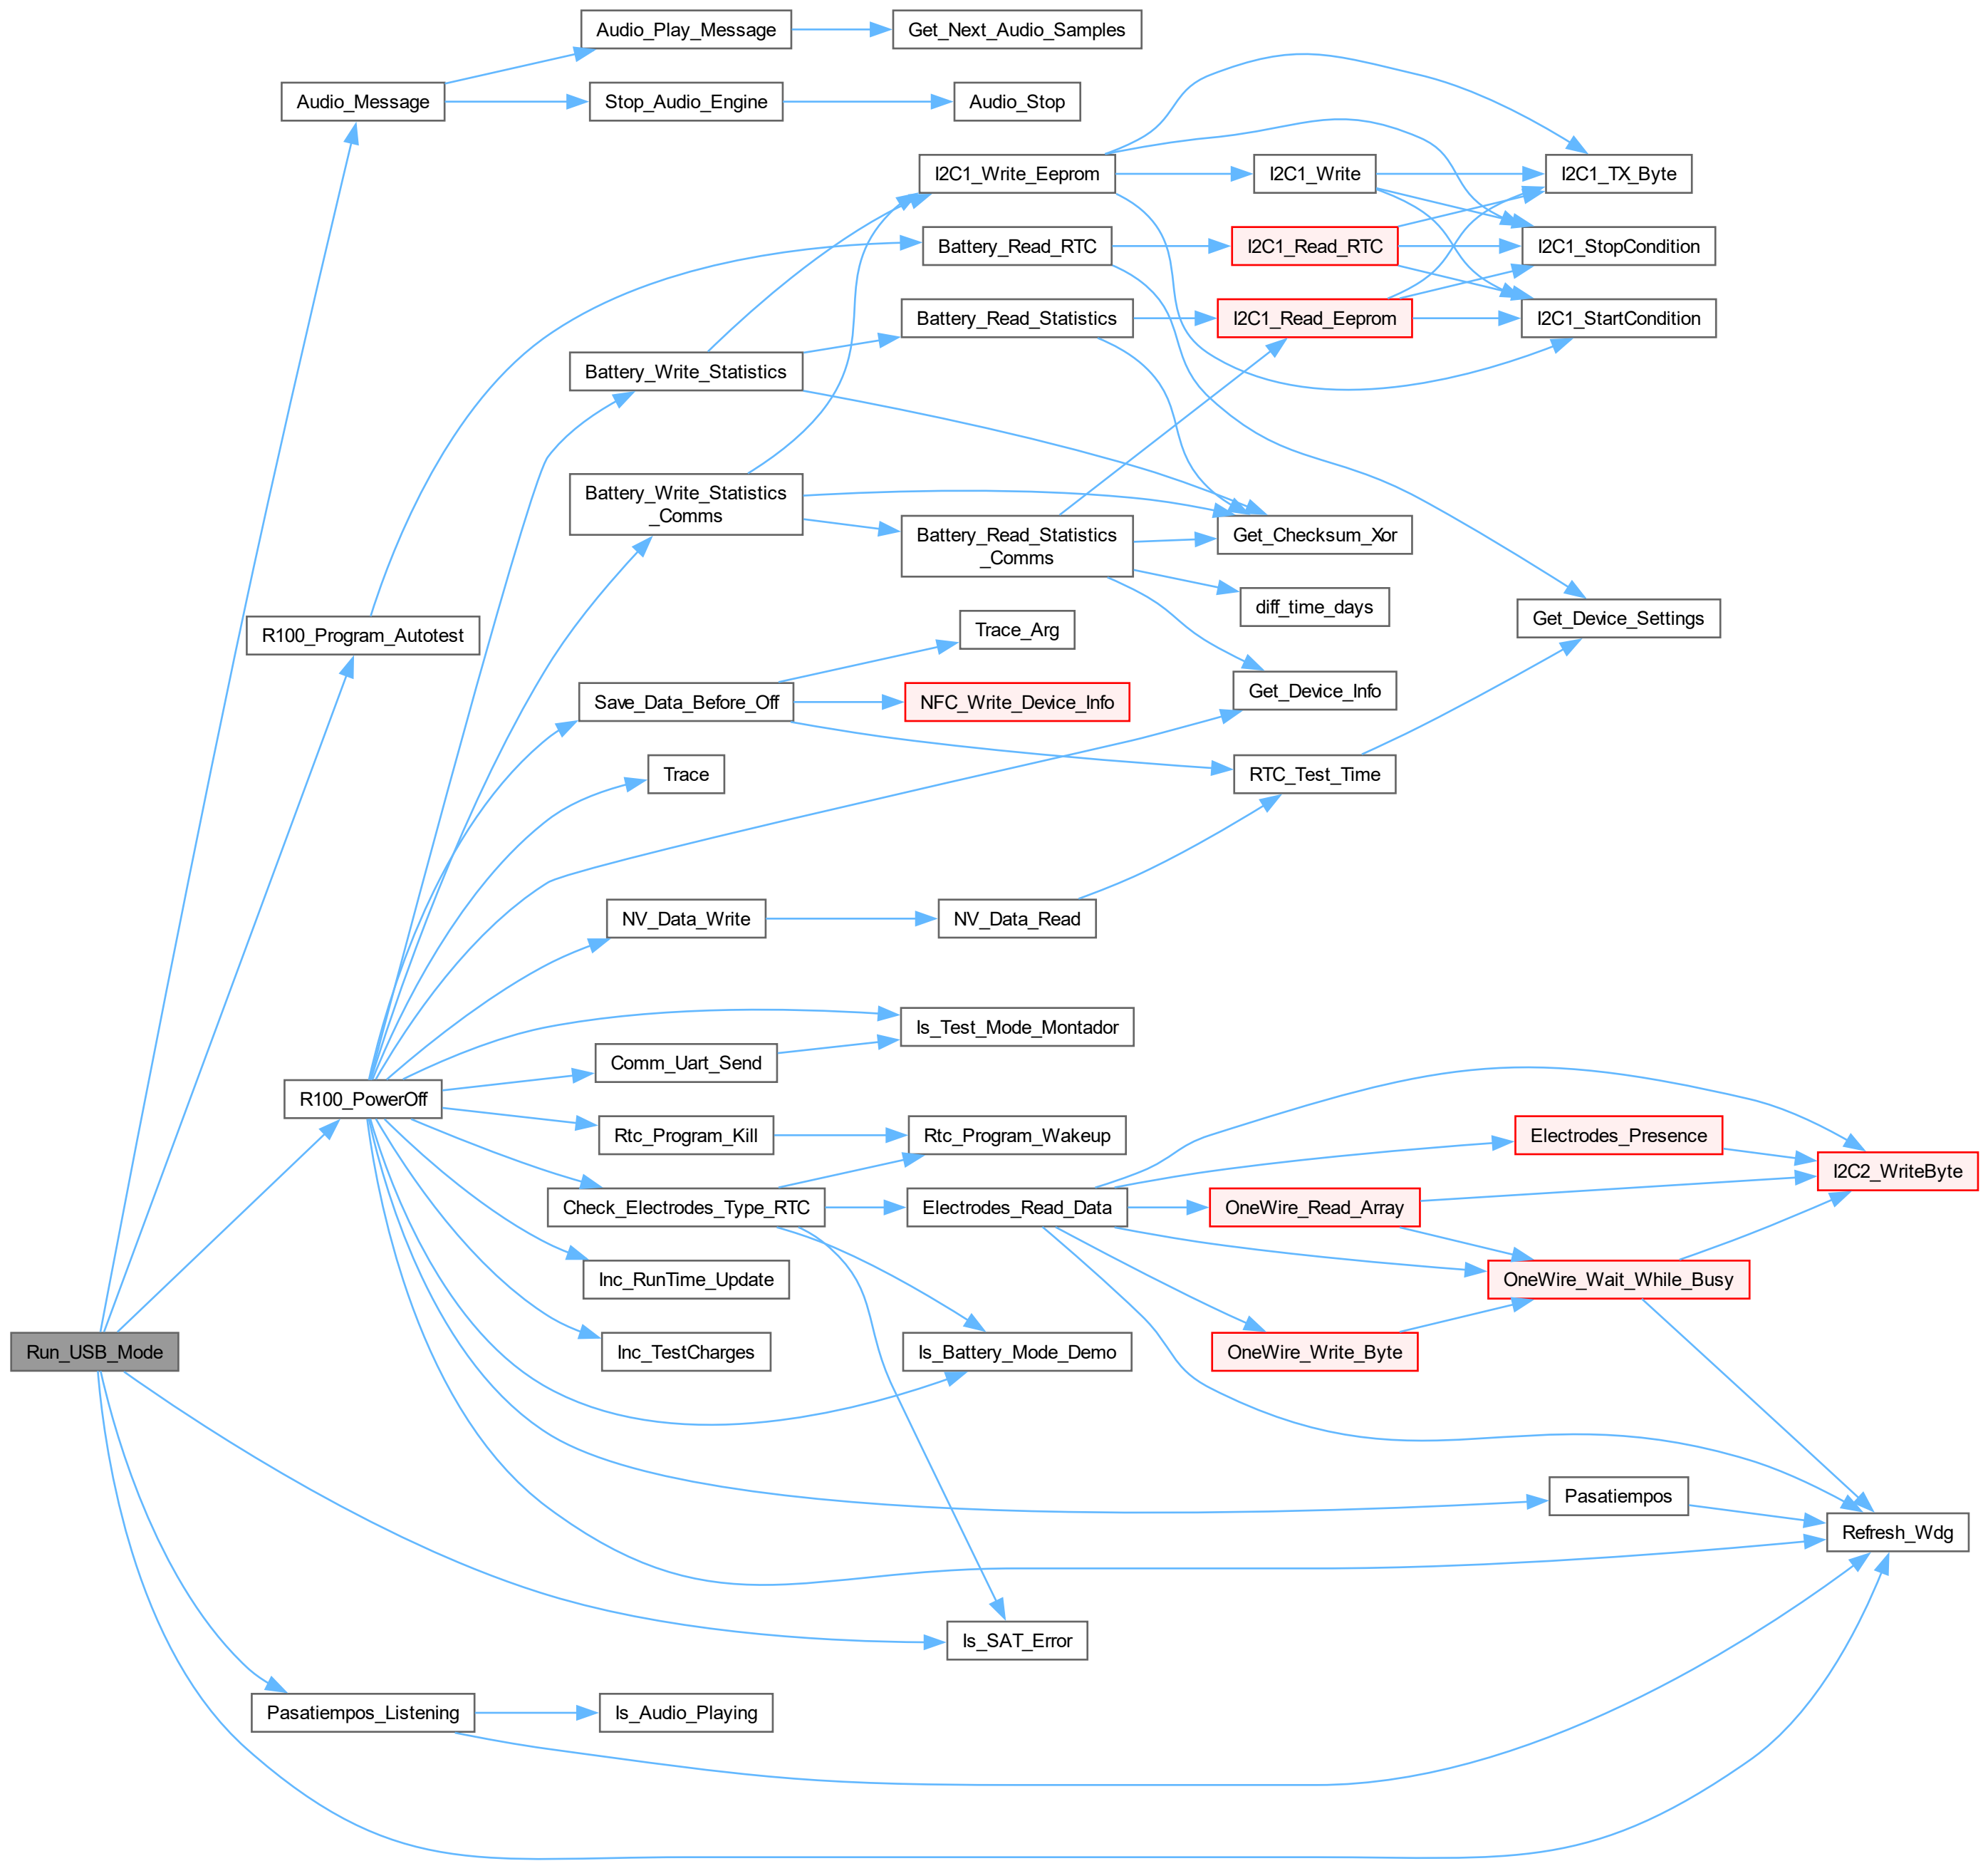 Audio_Play_Message
Get_Next_Audio_Samples
Audio_Message
Stop_Audio_Engine
Audio_Stop
I2C1_Write_Eeprom
I2C1_Write
I2C1_TX_Byte
Battery_Read_RTC
I2C1_Read_RTC
I2C1_StopCondition
Battery_Read_Statistics
I2C1_Read_Eeprom
I2C1_StartCondition
Battery_Write_Statistics
Battery_Write_Statistics
_Comms
Battery_Read_Statistics
_Comms
Get_Checksum_Xor
diff_time_days
Get_Device_Settings
R100_Program_Autotest
Trace_Arg
Save_Data_Before_Off
NFC_Write_Device_Info
Get_Device_Info
Trace
RTC_Test_Time
NV_Data_Write
NV_Data_Read
Is_Test_Mode_Montador
Comm_Uart_Send
R100_PowerOff
Rtc_Program_Kill
Rtc_Program_Wakeup
Electrodes_Presence
I2C2_WriteByte
Check_Electrodes_Type_RTC
Electrodes_Read_Data
OneWire_Read_Array
Inc_RunTime_Update
OneWire_Wait_While_Busy
Run_USB_Mode
Inc_TestCharges
Is_Battery_Mode_Demo
OneWire_Write_Byte
Pasatiempos
Refresh_Wdg
Is_SAT_Error
Pasatiempos_Listening
Is_Audio_Playing